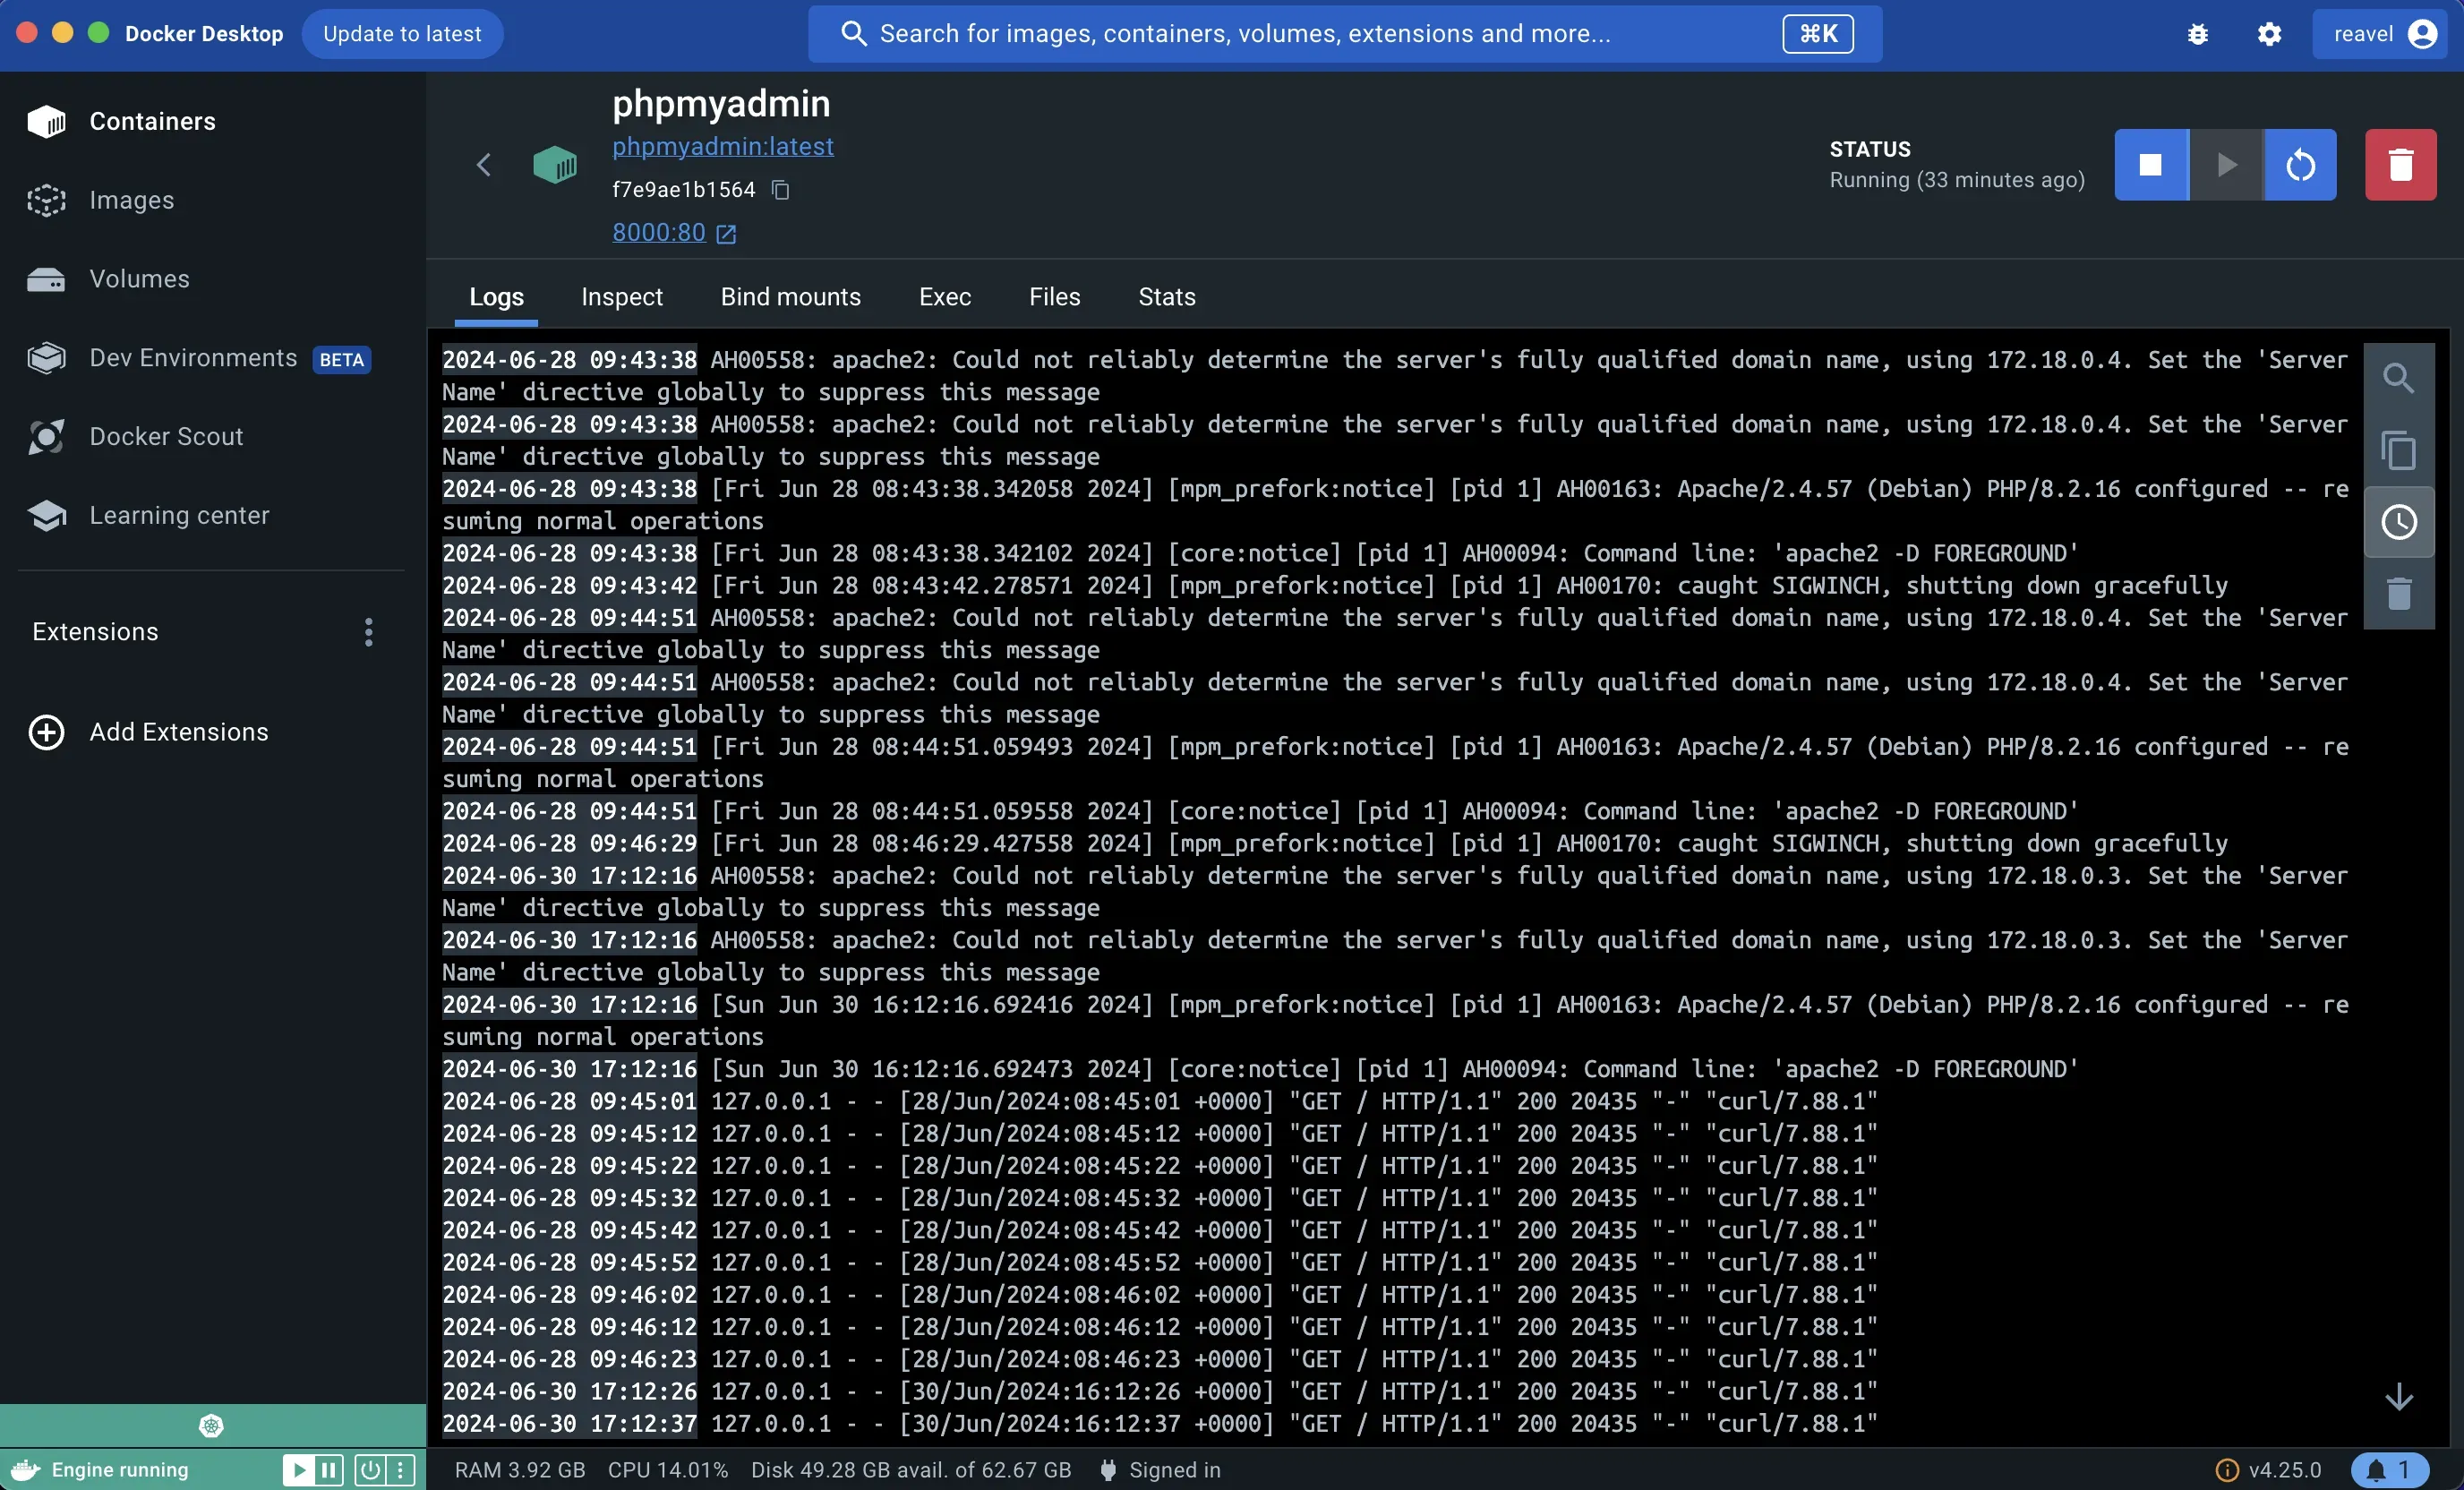 Docker Desktop
Update to latest
Search for images, containers, volumes, extensions and more...
⌘K
reavel
Containers
Images
Volumes
Dev Environments BETA
Docker Scout
Learning center
Extensions
Add Extensions
phpmyadmin
phpmyadmin:latest
f7e9ae1b1564
8000:80
STATUS
Running (33 minutes ago)
Logs Inspect Bind mounts Exec Files Stats
2024-06-28 09:43:38 AH00558: apache2: Could not reliably determine the server's fully qualified domain name, using 172.18.0.4. Set the 'Server
Name' directive globally to suppress this message
2024-06-28 09:43:38 AH00558: apache2: Could not reliably determine the server's fully qualified domain name, using 172.18.0.4. Set the 'Server
Name' directive globally to suppress this message
2024-06-28 09:43:38 [Fri Jun 28 08:43:38.342058 2024] [mpm_prefork:notice] [pid 1] AH00163: Apache/2.4.57 (Debian) PHP/8.2.16 configured -- re
suming normal operations
2024-06-28 09:43:38 [Fri Jun 28 08:43:38.342102 2024] [core:notice] [pid 1] AH00094: Command line: 'apache2 -D FOREGROUND'
2024-06-28 09:43:42 [Fri Jun 28 08:43:42.278571 2024] [mpm_prefork:notice] [pid 1] AH00170: caught SIGWINCH, shutting down gracefully
2024-06-28 09:44:51 AH00558: apache2: Could not reliably determine the server's fully qualified domain name, using 172.18.0.4. Set the 'Server
Name' directive globally to suppress this message
2024-06-28 09:44:51 AH00558: apache2: Could not reliably determine the server's fully qualified domain name, using 172.18.0.4. Set the 'Server
Name' directive globally to suppress this message
2024-06-28 09:44:51 [Fri Jun 28 08:44:51.059493 2024] [mpm_prefork:notice] [pid 1] AH00163: Apache/2.4.57 (Debian) PHP/8.2.16 configured -- re
suming normal operations
2024-06-28 09:44:51 [Fri Jun 28 08:44:51.059558 2024] [core:notice] [pid 1] AH00094: Command line: 'apache2 -D FOREGROUND'
2024-06-28 09:46:29 [Fri Jun 28 08:46:29.427558 2024] [mpm_prefork:notice] [pid 1] AH00170: caught SIGWINCH, shutting down gracefully
2024-06-30 17:12:16 AH00558: apache2: Could not reliably determine the server's fully qualified domain name, using 172.18.0.3. Set the 'Server
Name' directive globally to suppress this message
2024-06-30 17:12:16 AH00558: apache2: Could not reliably determine the server's fully qualified domain name, using 172.18.0.3. Set the 'Server
Name' directive globally to suppress this message
2024-06-30 17:12:16 [Sun Jun 30 16:12:16.692416 2024] [mpm_prefork:notice] [pid 1] AH00163: Apache/2.4.57 (Debian) PHP/8.2.16 configured -- re
suming normal operations
2024-06-30 17:12:16 [Sun Jun 30 16:12:16.692473 2024] [core:notice] [pid 1] AH00094: Command line: 'apache2 -D FOREGROUND'
2024-06-28 09:45:01 127.0.0.1 - - [28/Jun/2024:08:45:01 +0000] "GET / HTTP/1.1" 200 20435 "-" "curl/7.88.1"
2024-06-28 09:45:12 127.0.0.1 - - [28/Jun/2024:08:45:12 +0000] "GET / HTTP/1.1" 200 20435 "-" "curl/7.88.1"
2024-06-28 09:45:22 127.0.0.1 - - [28/Jun/2024:08:45:22 +0000] "GET / HTTP/1.1" 200 20435 "-" "curl/7.88.1"
2024-06-28 09:45:32 127.0.0.1 - - [28/Jun/2024:08:45:32 +0000] "GET / HTTP/1.1" 200 20435 "-" "curl/7.88.1"
2024-06-28 09:45:42 127.0.0.1 - - [28/Jun/2024:08:45:42 +0000] "GET / HTTP/1.1" 200 20435 "-" "curl/7.88.1"
2024-06-28 09:45:52 127.0.0.1 - - [28/Jun/2024:08:45:52 +0000] "GET / HTTP/1.1" 200 20435 "-" "curl/7.88.1"
2024-06-28 09:46:02 127.0.0.1 - - [28/Jun/2024:08:46:02 +0000] "GET / HTTP/1.1" 200 20435 "-" "curl/7.88.1"
2024-06-28 09:46:12 127.0.0.1 - - [28/Jun/2024:08:46:12 +0000] "GET / HTTP/1.1" 200 20435 "-" "curl/7.88.1"
2024-06-28 09:46:23 127.0.0.1 - - [28/Jun/2024:08:46:23 +0000] "GET / HTTP/1.1" 200 20435 "-" "curl/7.88.1"
2024-06-30 17:12:26 127.0.0.1 - - [30/Jun/2024:16:12:26 +0000] "GET / HTTP/1.1" 200 20435 "-" "curl/7.88.1"
2024-06-30 17:12:37 127.0.0.1 - - [30/Jun/2024:16:12:37 +0000] "GET / HTTP/1.1" 200 20435 "-" "curl/7.88.1"
Engine running
RAM 3.92 GB CPU 14.01% Disk 49.28 GB avail. of 62.67 GB Signed in
v4.25.0
1